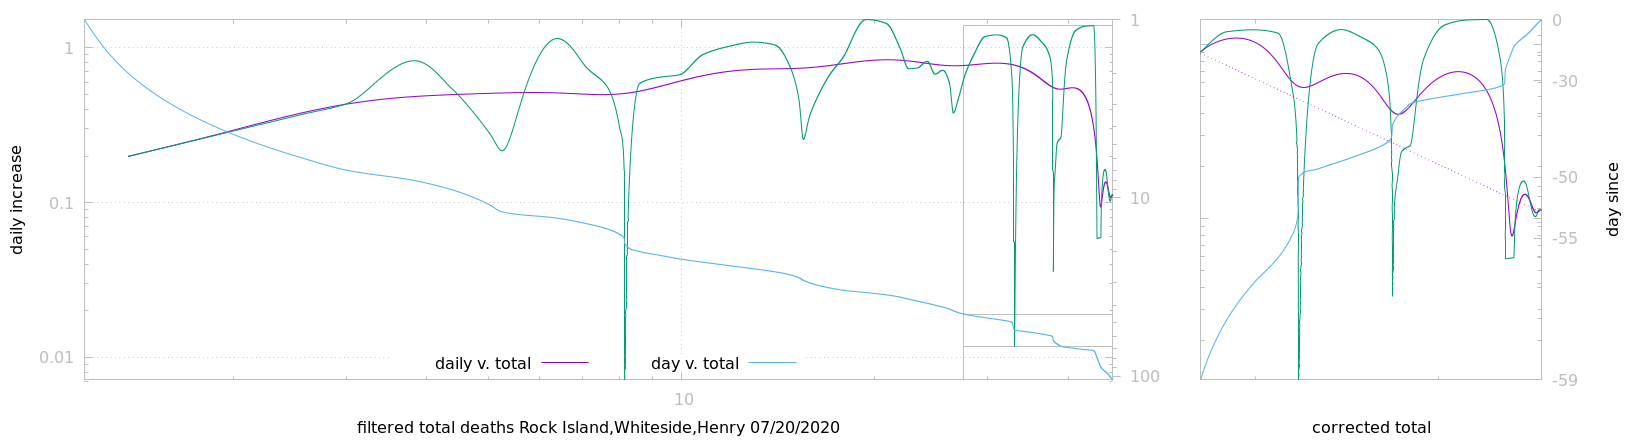 1
0.1
0.01
daily increase
daily v. total
day v. total
10
1
10
100
filtered total deaths Rock Island,Whiteside,Henry 07/20/2020
0
-30
-50
-55
-59
day since
corrected total